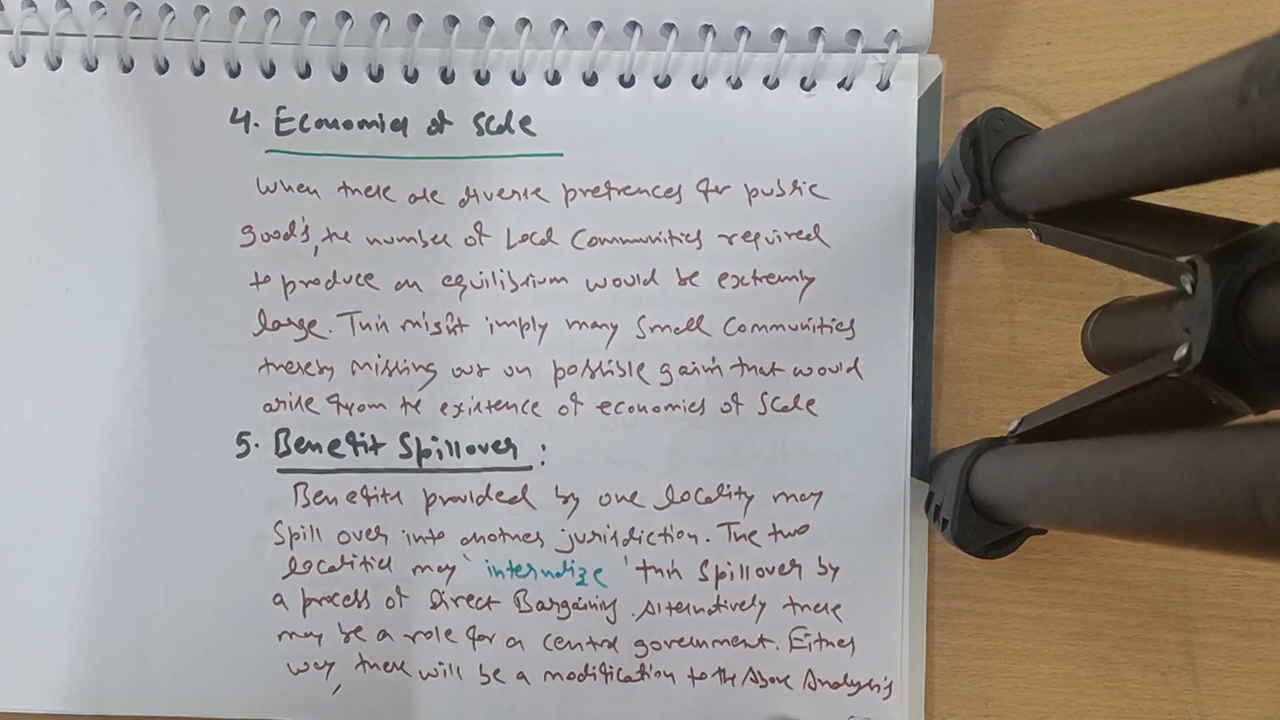 4. Economies of Scale
When there are diverse prefrences for public
goods, the number of Local Communities required
to produce an equilibrium would be extremly
large. This might imply many Small Communities
thereby missing out on possible gains that would
arise from the existence of economies of Scale
5. Benefit Spillover :
Benefits provided by one locality may
Spill over into another jurisdiction. The two
localities may 'internalize' this Spillover by
a process of Direct Bargaining. Alternatively there
may be a role for a central government. Either
way, there will be a modification to the Above Analysis